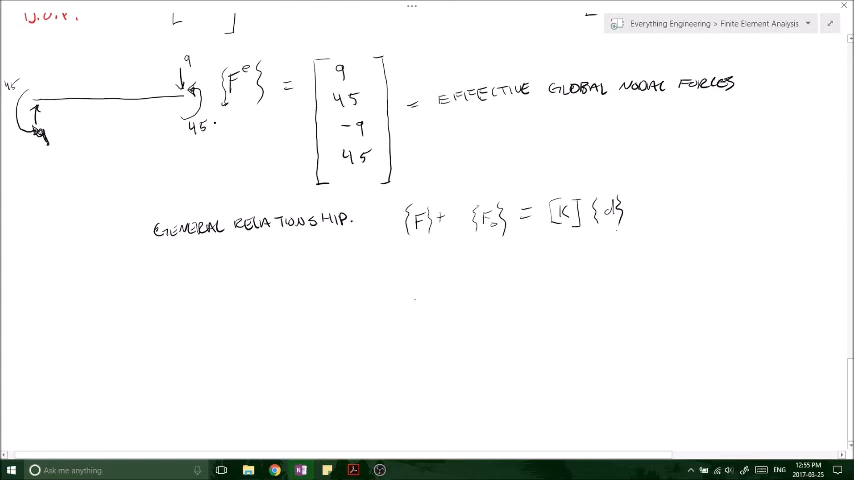 Everything Engineering > Finite Element Analysis
D.O.F.
9
45
{F^e} = [9 45 -9 45] = EFFECTIVE GLOBAL NODAL FORCES
9
45.
GENERAL RELATIONSHIP. {F} + {F₀} = [K] {d}
Ask me anything
ENG
12:55 PM
2017-03-25